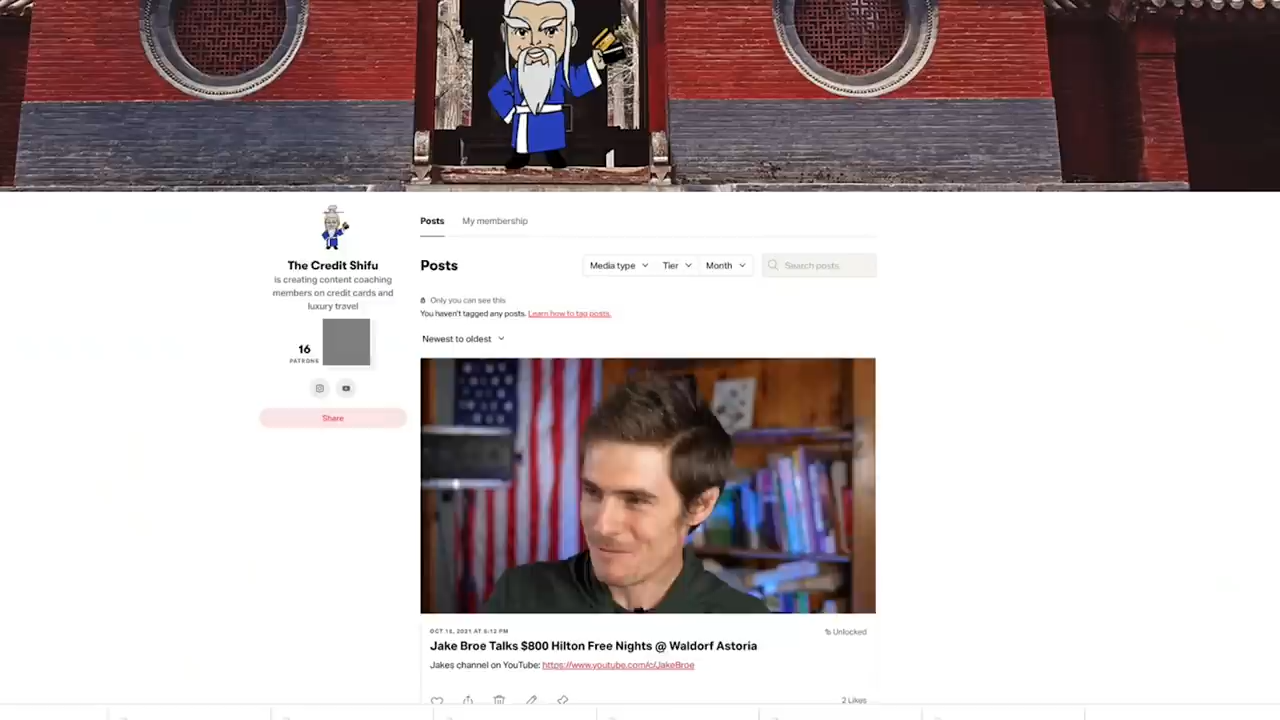 Posts My membership
The Credit Shifu
is creating content coaching
members on credit cards and
luxury travel
16
PATRONS
Share
Posts
Media type Tier Month Search posts
Only you can see this
You haven't tagged any posts. Learn how to tag posts.
Newest to oldest
Unlocked
Jake Broe Talks $800 Hilton Free Nights @ Waldorf Astoria
Jakes channel on YouTube: https://www.youtube.com/c/JakeBroe
2 Likes